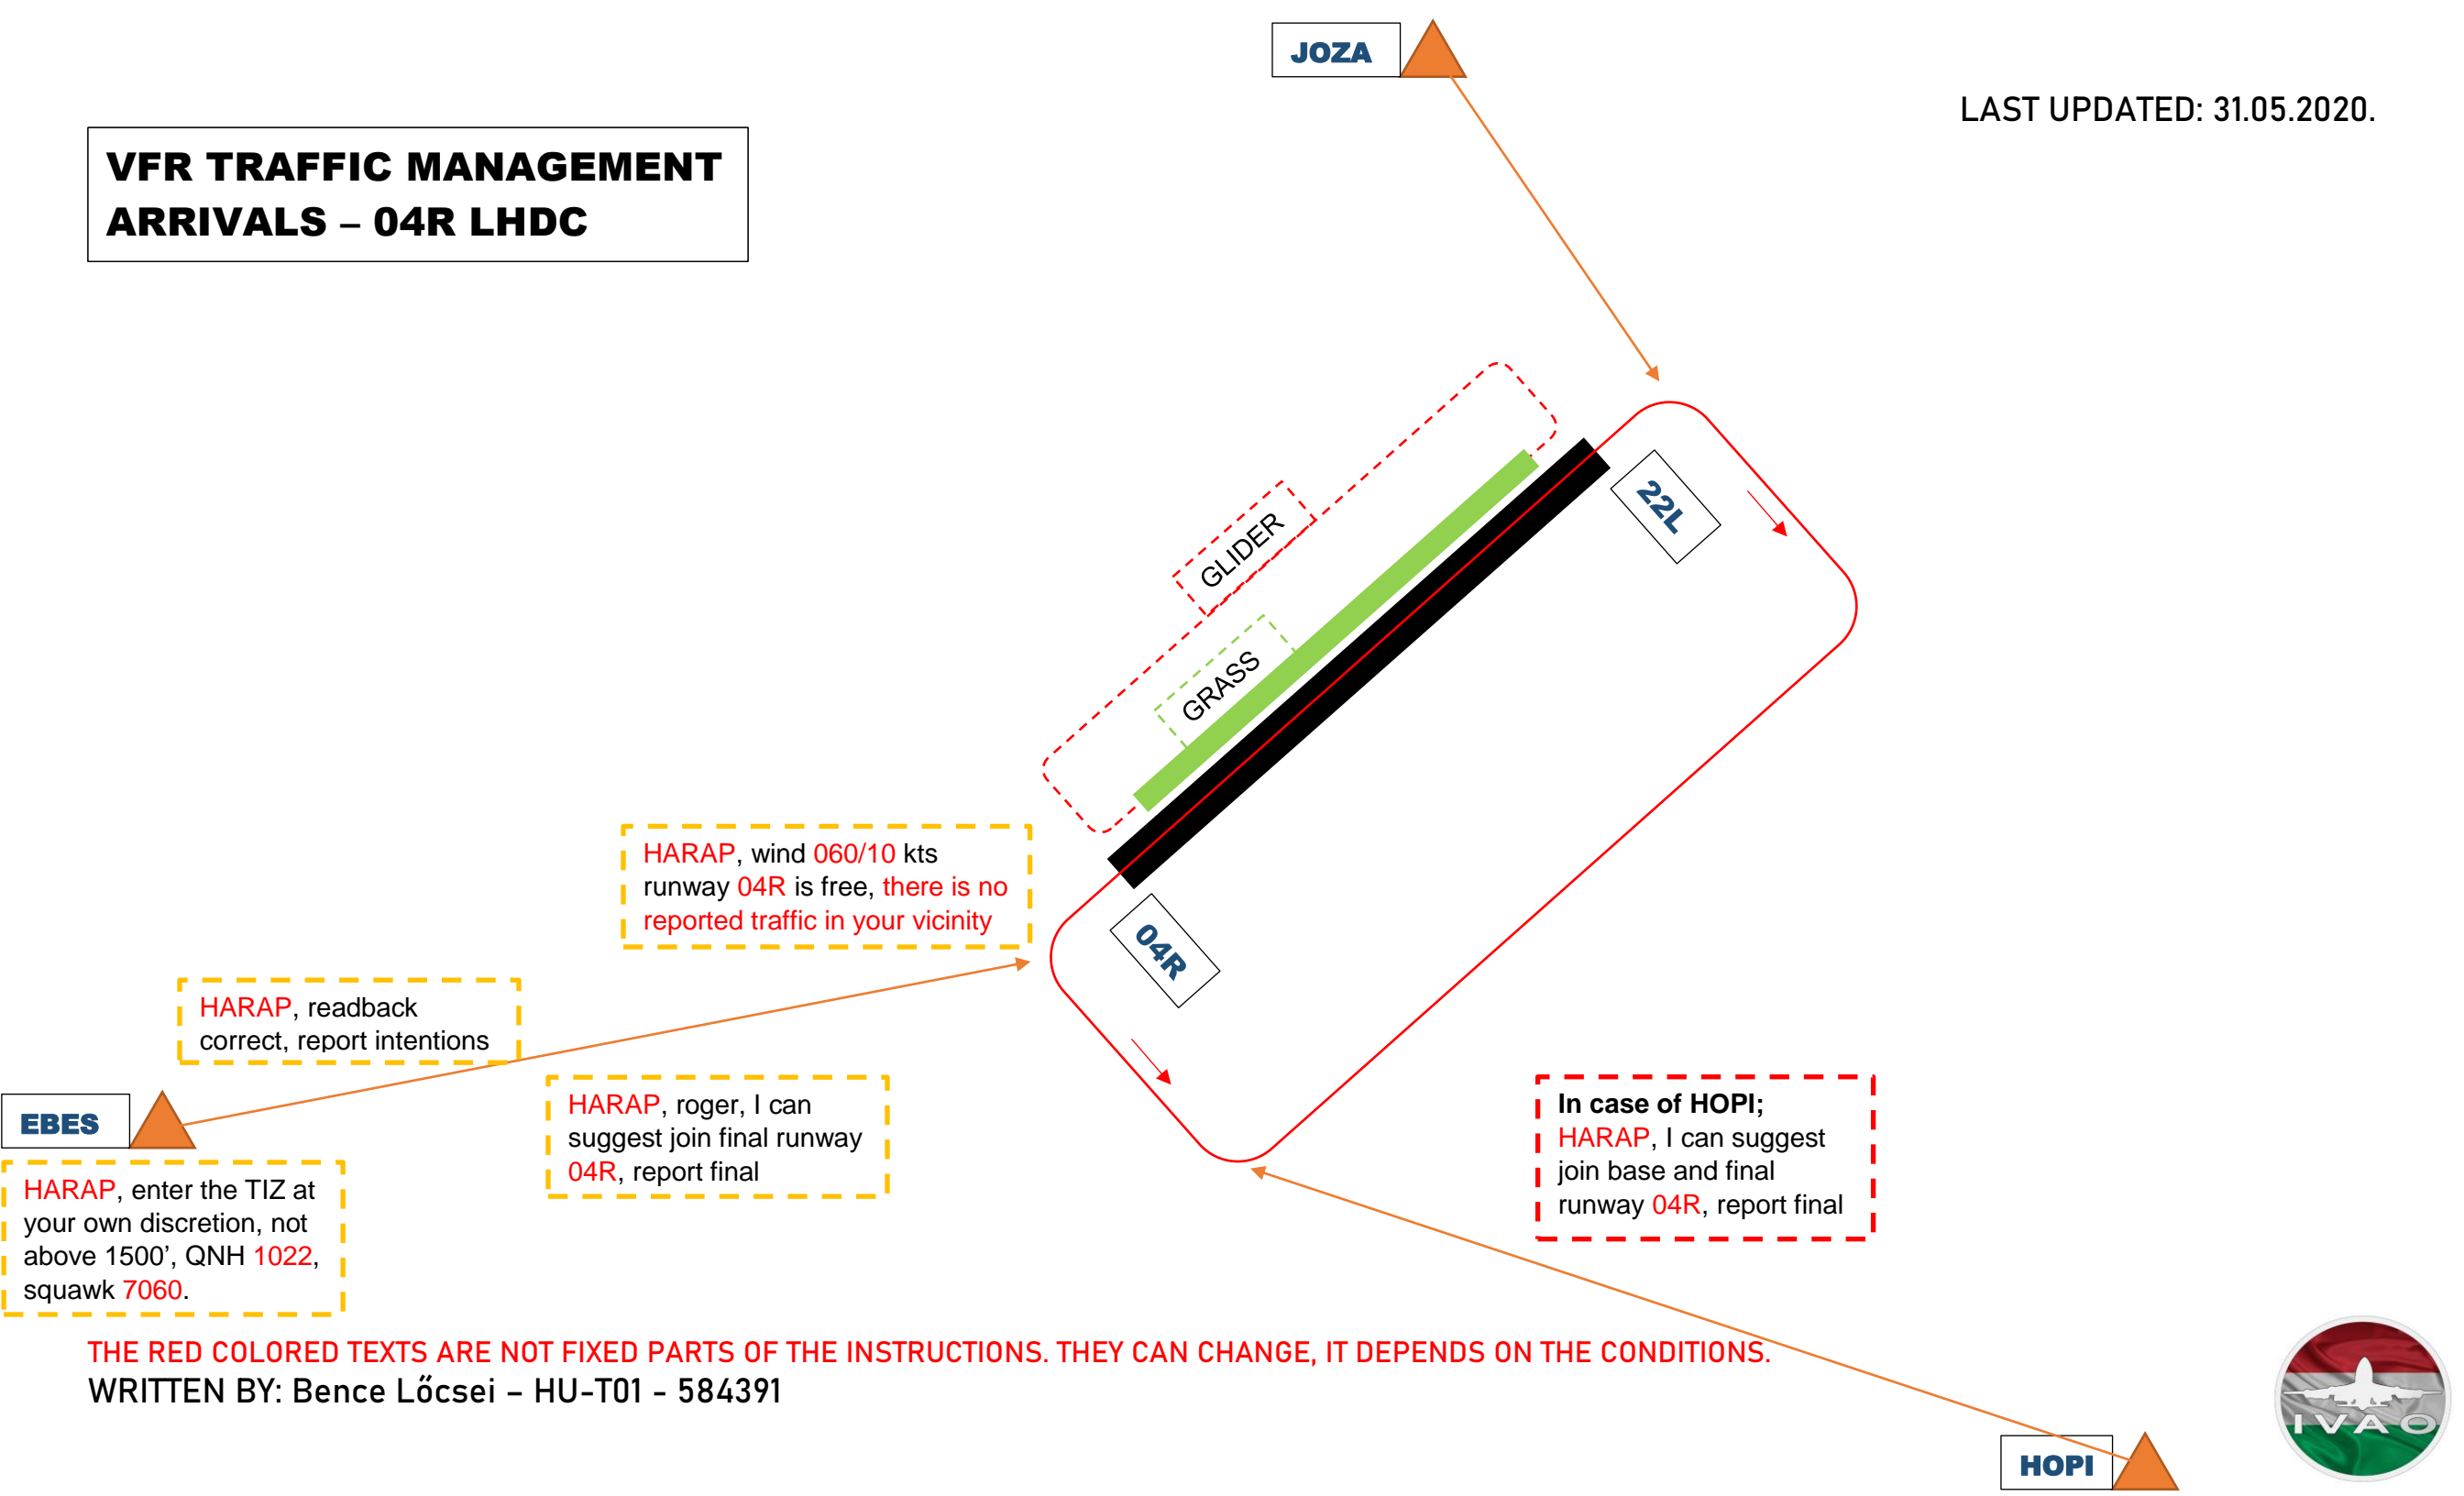 JOZA
LAST UPDATED: 31.05.2020.
VFR TRAFFIC MANAGEMENT
ARRIVALS – 04R LHDC
22L
GLIDER
GRASS
HARAP, wind 060/10 kts
runway 04R is free, there is no
reported traffic in your vicinity
04R
HARAP, readback
correct, report intentions
EBES
HARAP, roger, I can
suggest join final runway
04R, report final
In case of HOPI;
HARAP, I can suggest
join base and final
runway 04R, report final
HARAP, enter the TIZ at
your own discretion, not
above 1500’, QNH 1022,
squawk 7060.
THE RED COLORED TEXTS ARE NOT FIXED PARTS OF THE INSTRUCTIONS. THEY CAN CHANGE, IT DEPENDS ON THE CONDITIONS.
WRITTEN BY: Bence Lőcsei – HU-T01 - 584391
IVAO
HOPI